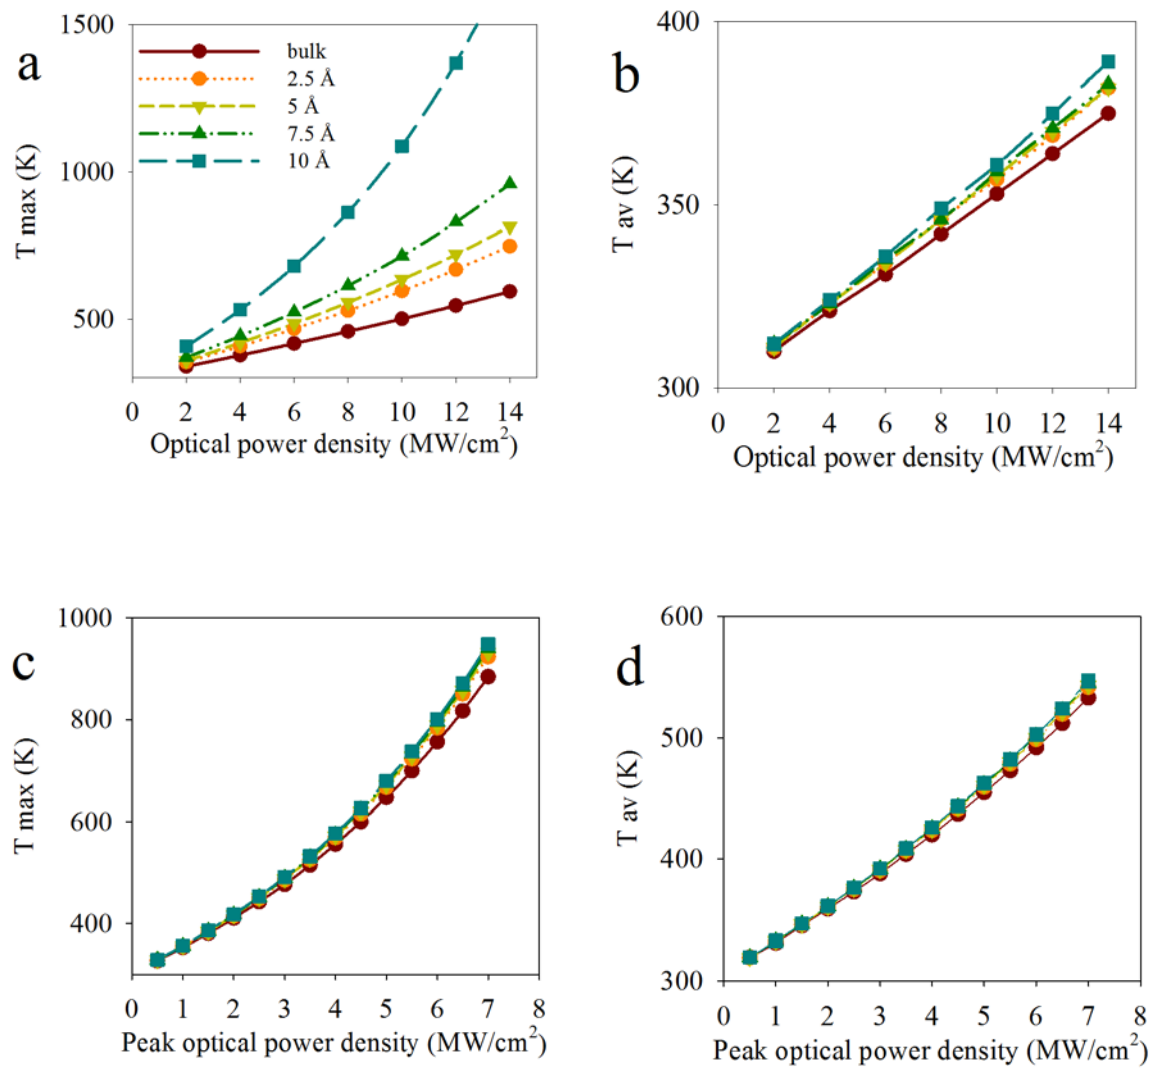 a
1500
1000
500
T max (K)
bulk
2.5 Å
5 Å
7.5 Å
10 Å
0 2 4 6 8 10 12 14
Optical power density (MW/cm²)
b
400
350
300
T av (K)
0 2 4 6 8 10 12 14
Optical power density (MW/cm²)
c
1000
800
600
400
T max (K)
0 1 2 3 4 5 6 7 8
Peak optical power density (MW/cm²)
d
600
500
400
300
T av (K)
0 1 2 3 4 5 6 7 8
Peak optical power density (MW/cm²)